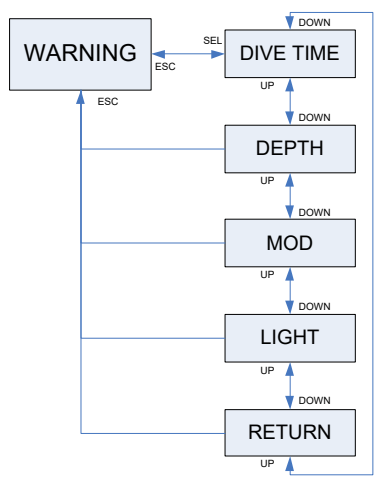 DOWN
WARNING
SEL
DIVE TIME
ESC
UP
ESC
DOWN
DEPTH
UP
DOWN
MOD
UP
DOWN
LIGHT
UP
DOWN
RETURN
UP